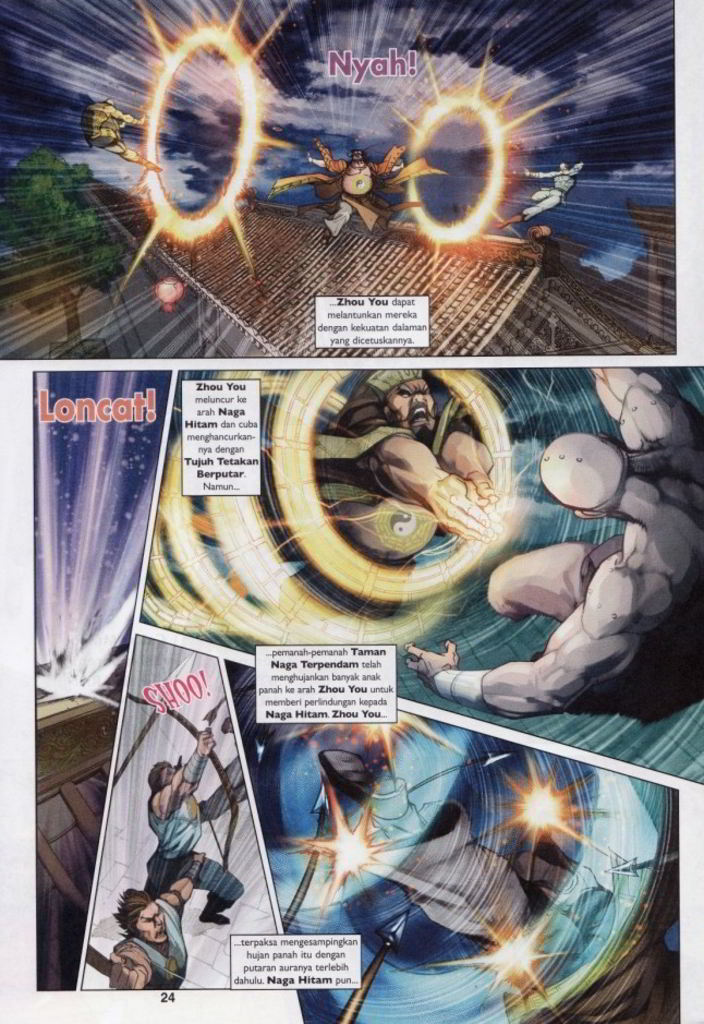 Nyah!
...Zhou You dapat
melantunkan mereka
dengan kekuatan dalaman
yang dicetuskannya.
Loncat!
Zhou You
meluncur ke
arah Naga
Hitam dan cuba
menghancurkan-
nya dengan
Tujuh Tetakan
Berputar.
Namun...
...pemanah-pemanah Taman
Naga Terpendam telah
menghujankan banyak anak
panah ke arah Zhou You untuk
memberi perlindungan kepada
Naga Hitam. Zhou You...
SHOO!
...terpaksa mengesampingkan
hujan panah itu dengan
putaran auranya terlebih
dahulu. Naga Hitam pun...
24